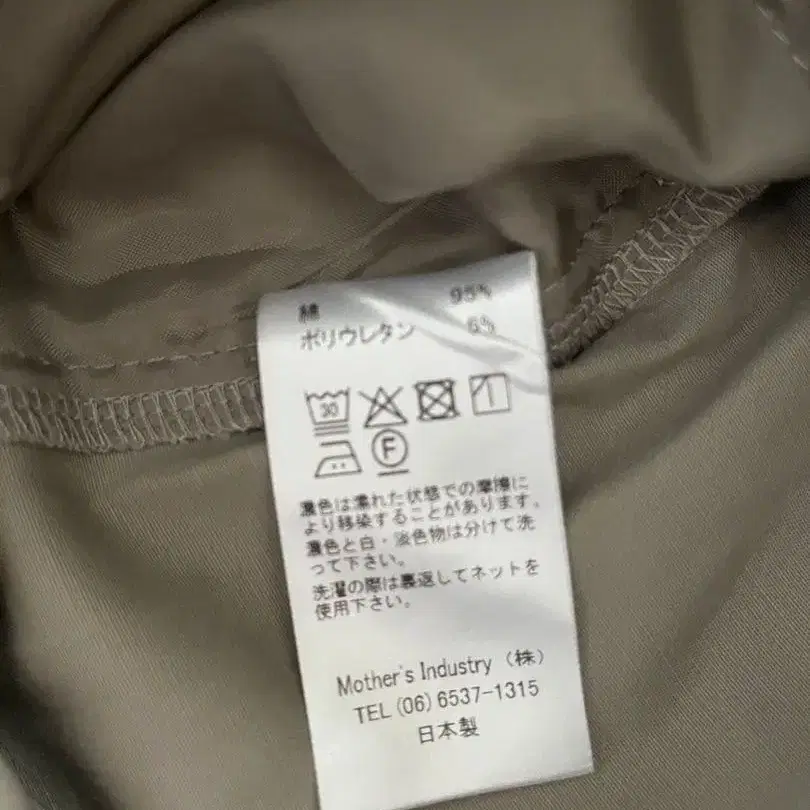 綿 95%
ポリウレタン 5%
30
F
濃色は濡れた状態での摩擦に
より移染することがあります。
濃色と白・淡色物は分けて洗
って下さい。
洗濯の際は裏返してネットを
使用下さい。
Mother's Industry (株)
TEL(06)6537-1315
日本製